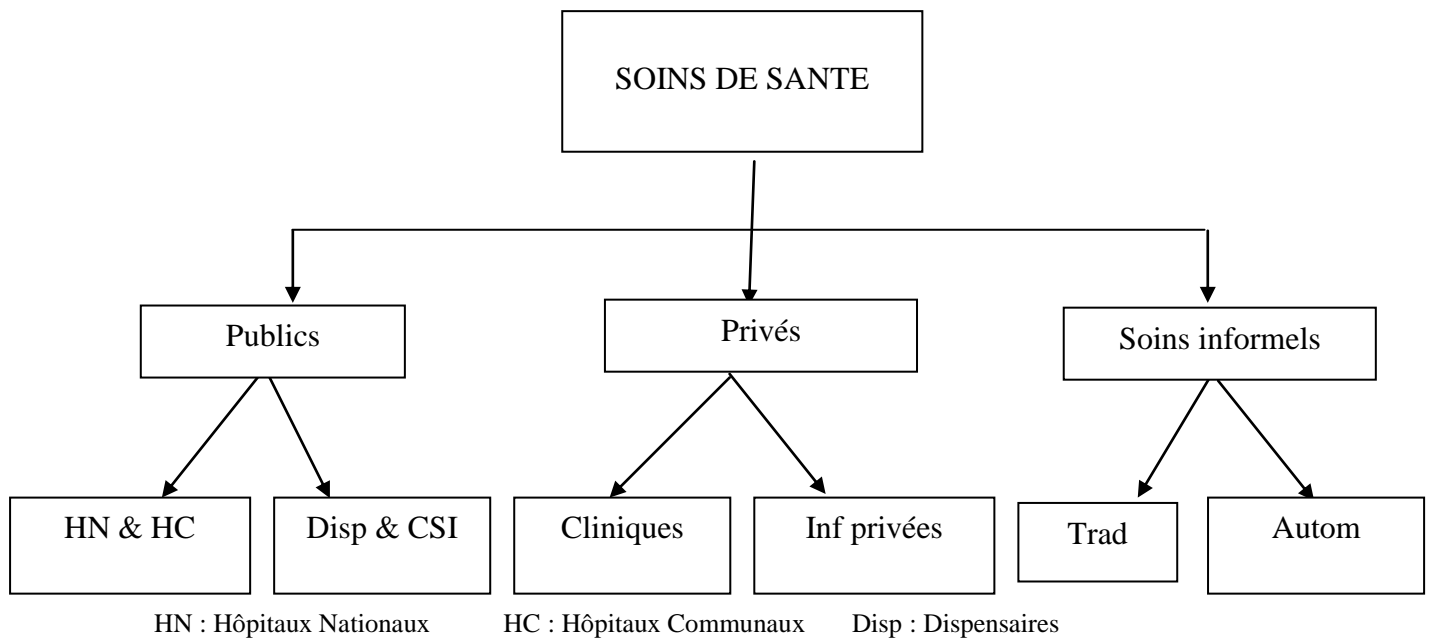 SOINS DE SANTE
Publics
Privés
Soins informels
HN & HC
Disp & CSI
Cliniques
Inf privées
Trad
Autom
HN : Hôpitaux Nationaux HC : Hôpitaux Communaux Disp : Dispensaires